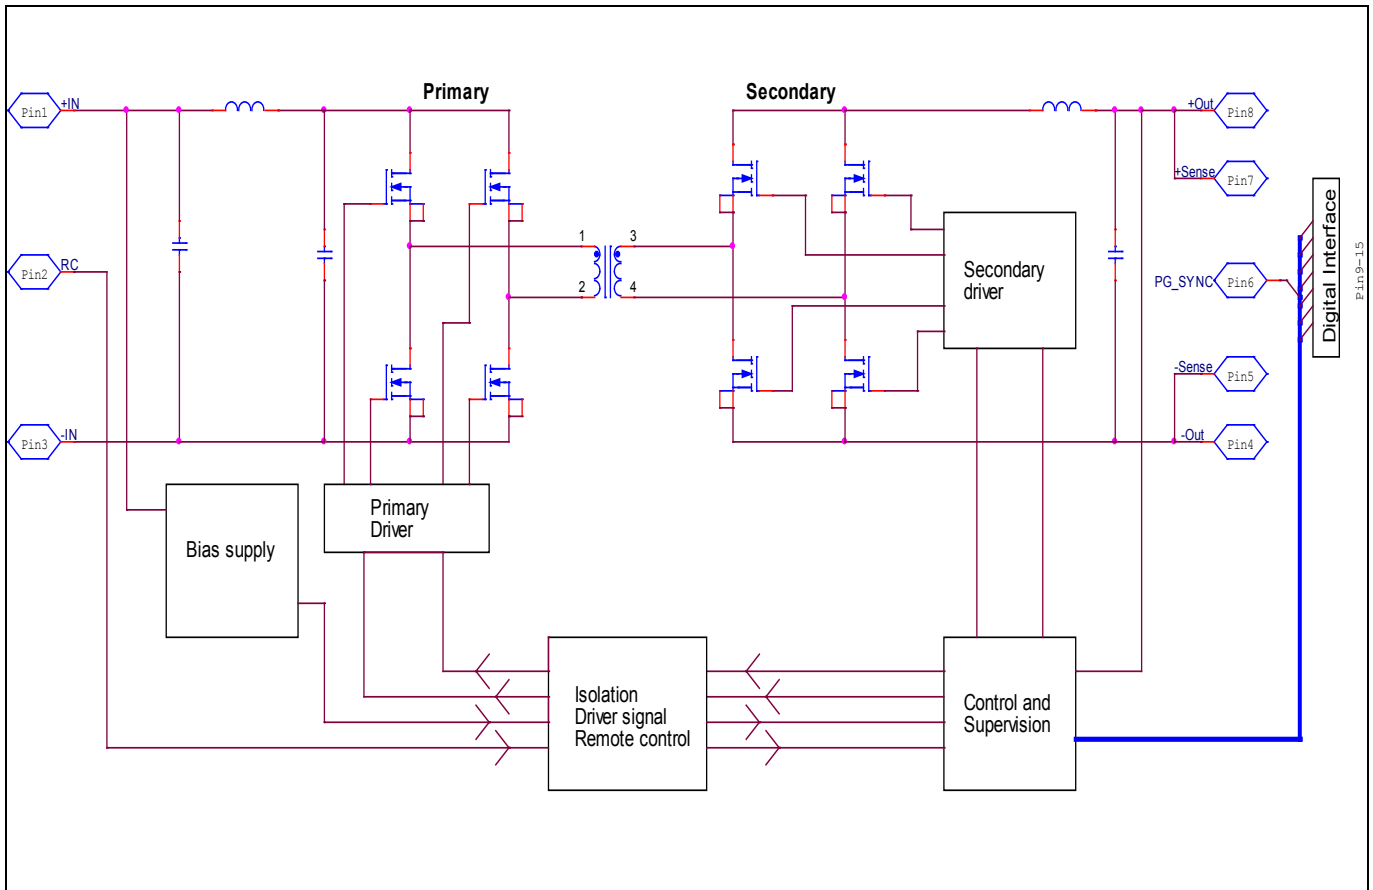 Primary
Secondary
Pin1
+IN
+Out
Pin8
+Sense
Pin7
1
3
2
4
Pin2
RC
Secondary
driver
PG_SYNC
Pin6
Digital Interface
Pin9-15
-Sense
Pin5
Pin3
-IN
-Out
Pin4
Primary
Driver
Bias supply
Isolation
Driver signal
Remote control
Control and
Supervision